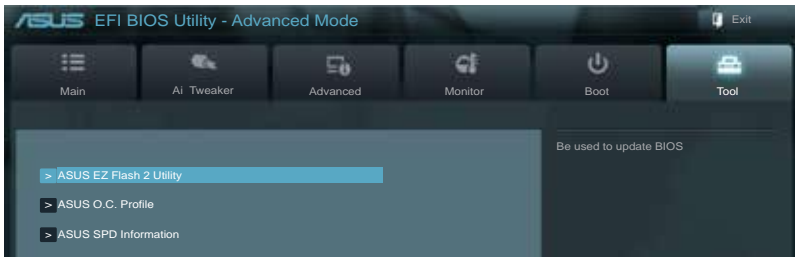 ASUS EFI BIOS Utility - Advanced Mode
Exit
Main
Ai Tweaker
Advanced
Monitor
Boot
Tool
Be used to update BIOS
> ASUS EZ Flash 2 Utility
> ASUS O.C. Profile
> ASUS SPD Information